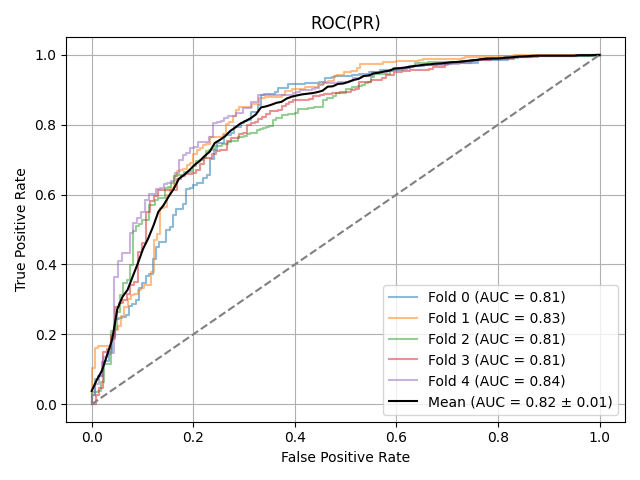 ROC(PR)
True Positive Rate
1.0
0.8
0.6
0.4
0.2
0.0
Fold 0 (AUC = 0.81)
Fold 1 (AUC = 0.83)
Fold 2 (AUC = 0.81)
Fold 3 (AUC = 0.81)
Fold 4 (AUC = 0.84)
Mean (AUC = 0.82 ± 0.01)
0.0 0.2 0.4 0.6 0.8 1.0
False Positive Rate